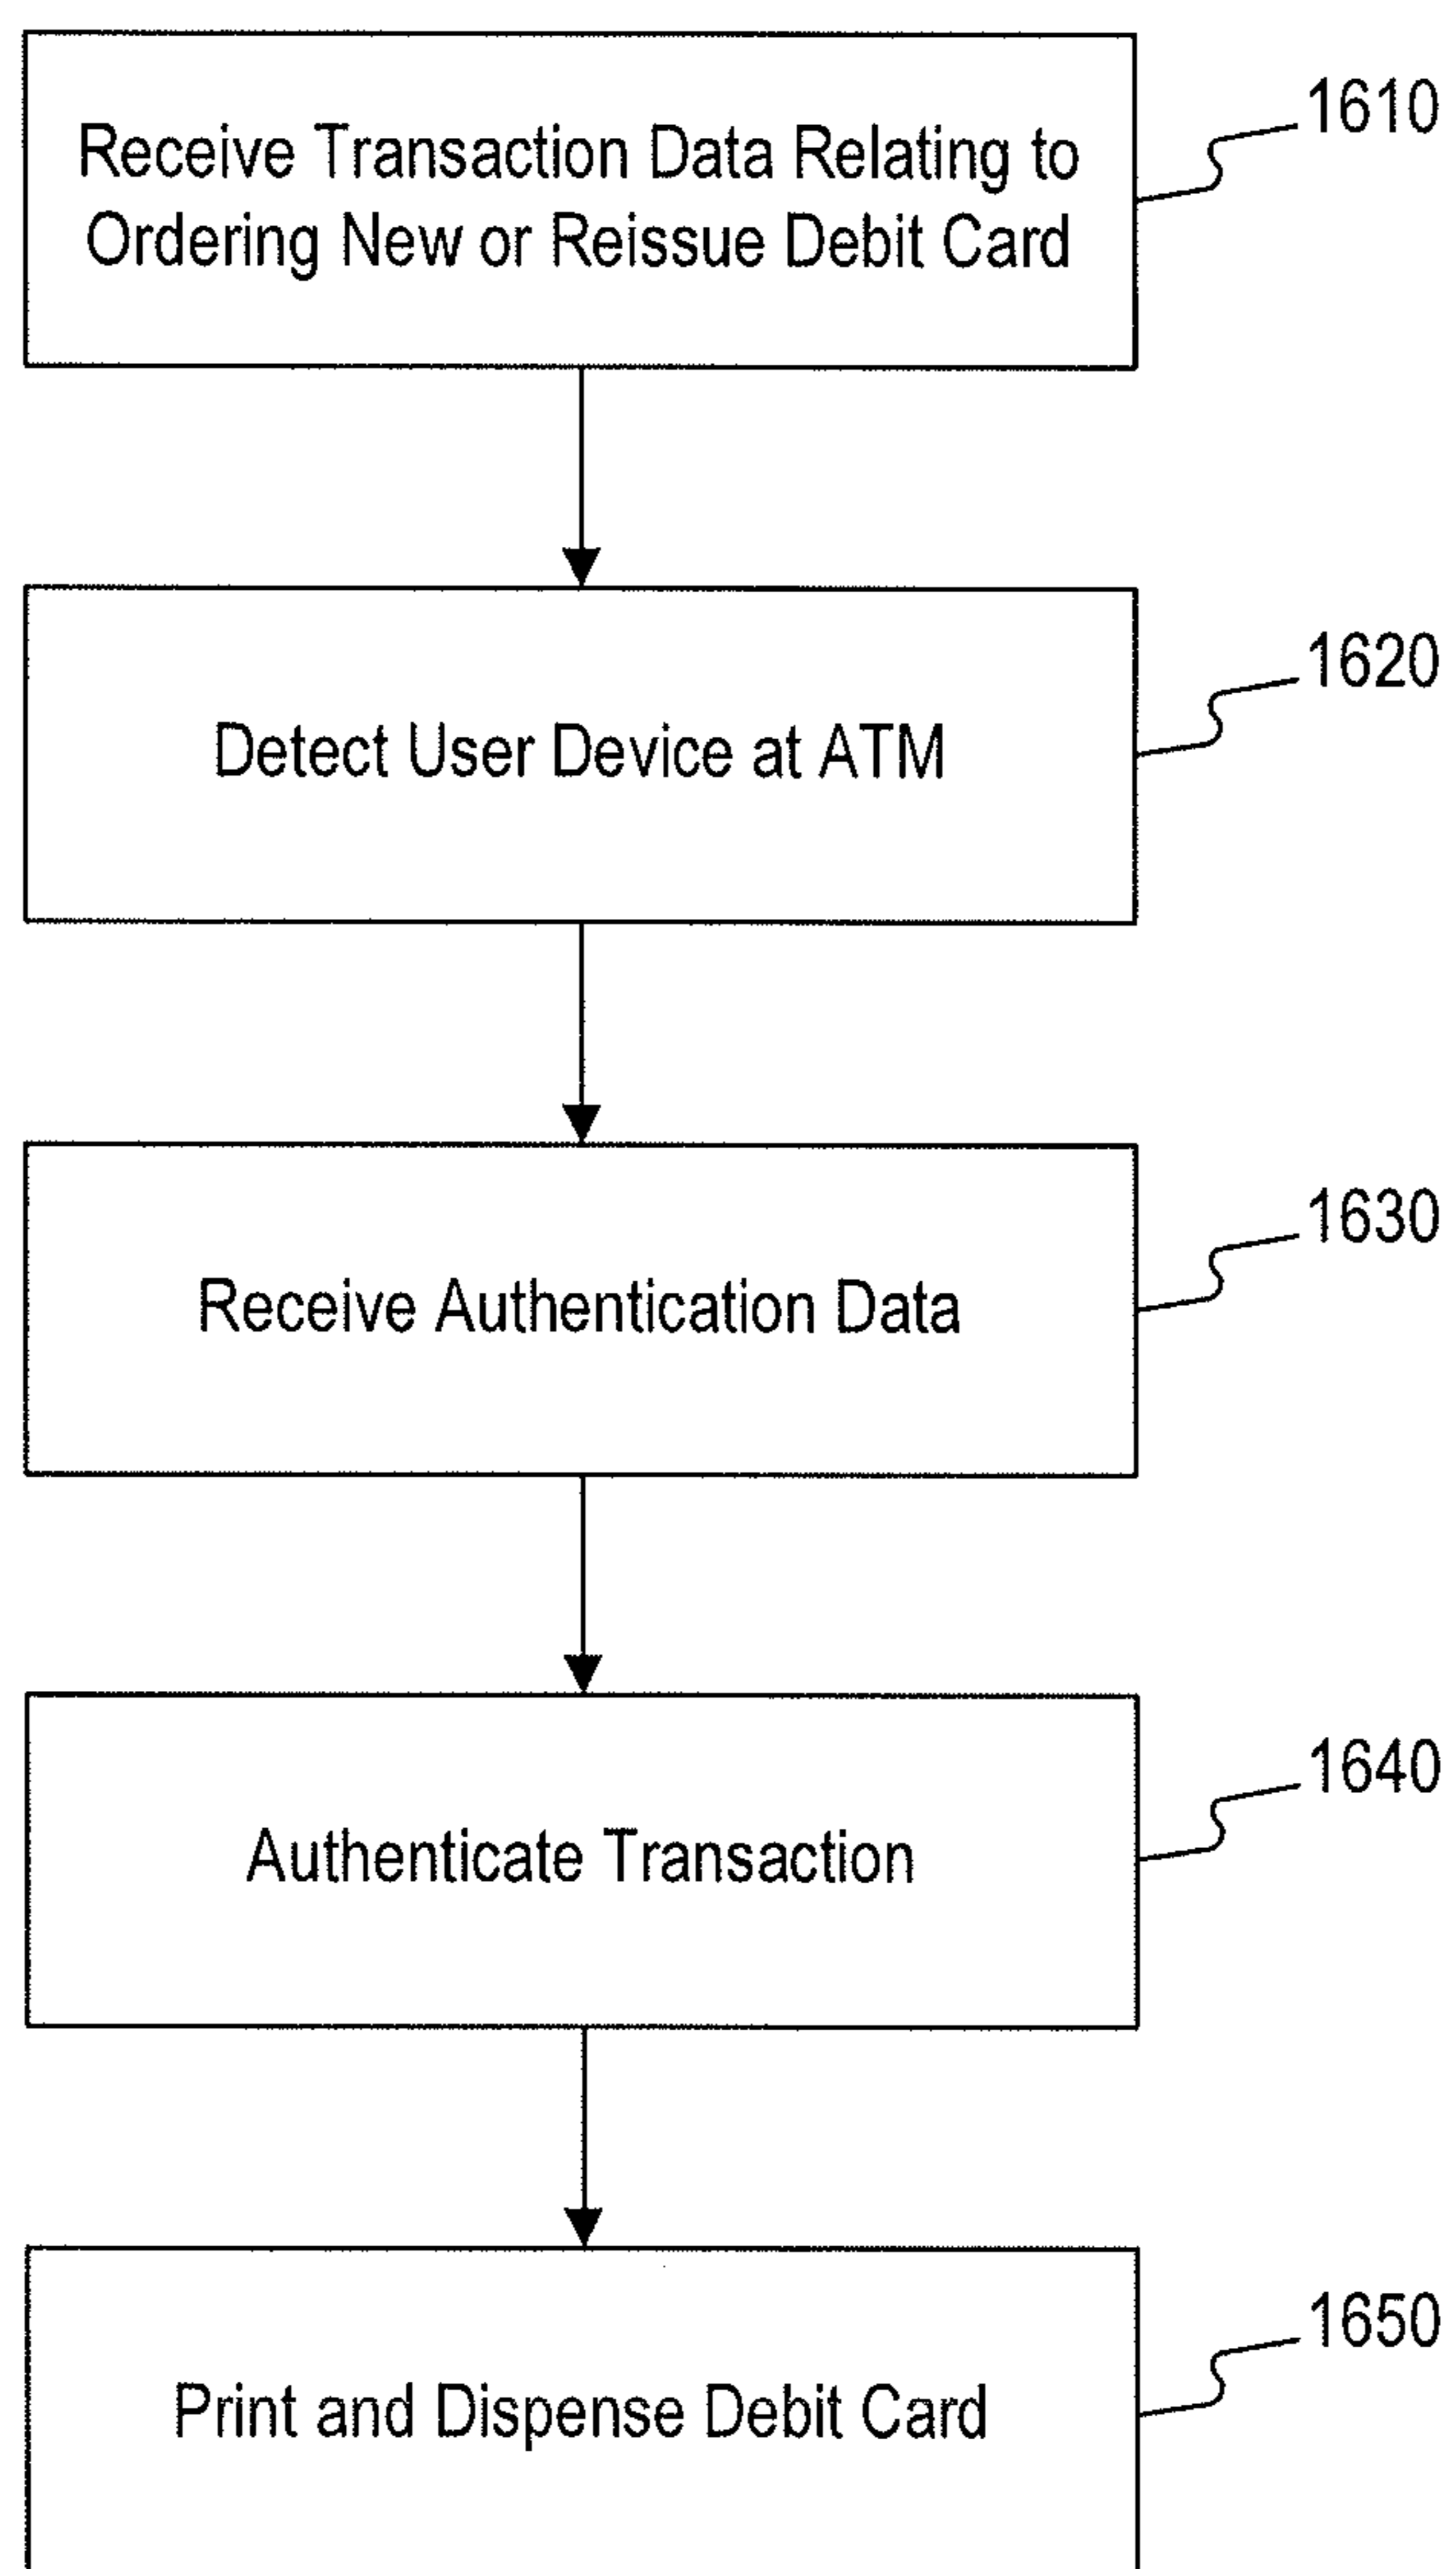 Receive Transaction Data Relating to
Ordering New or Reissue Debit Card
1610
Detect User Device at ATM
1620
Receive Authentication Data
1630
Authenticate Transaction
1640
Print and Dispense Debit Card
1650